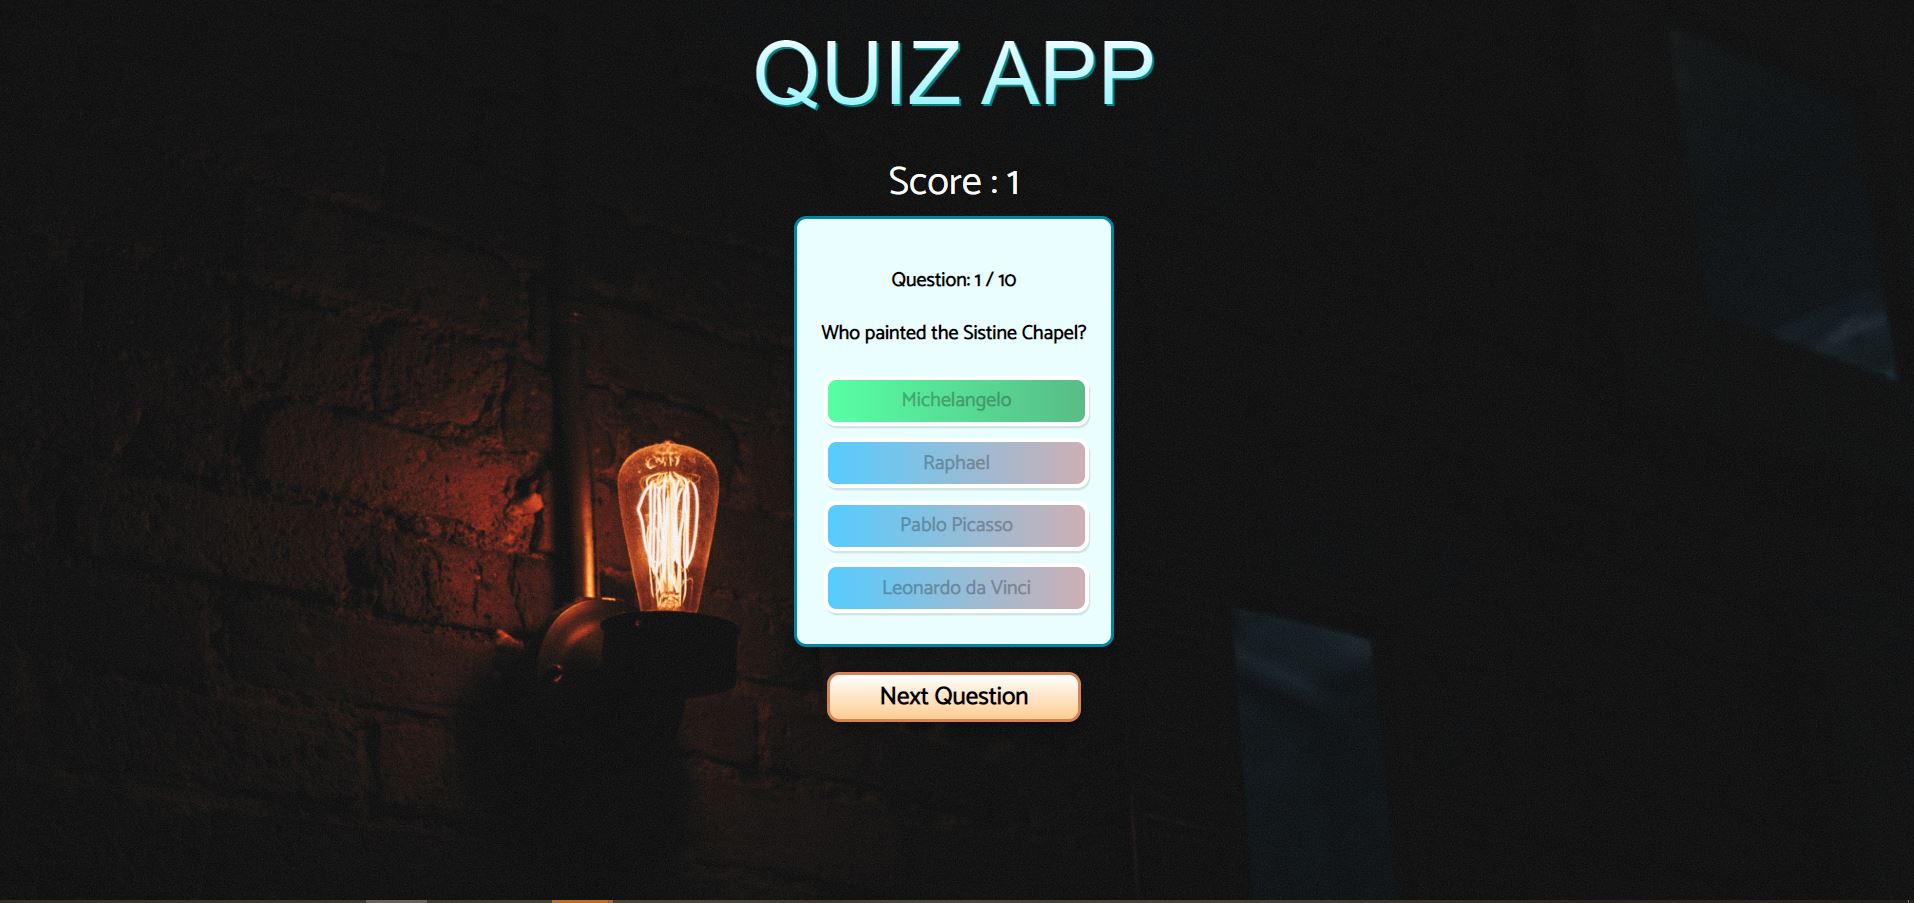 QUIZ APP
Score : 1
Question: 1 / 10
Who painted the Sistine Chapel?
Michelangelo
Raphael
Pablo Picasso
Leonardo da Vinci
Next Question